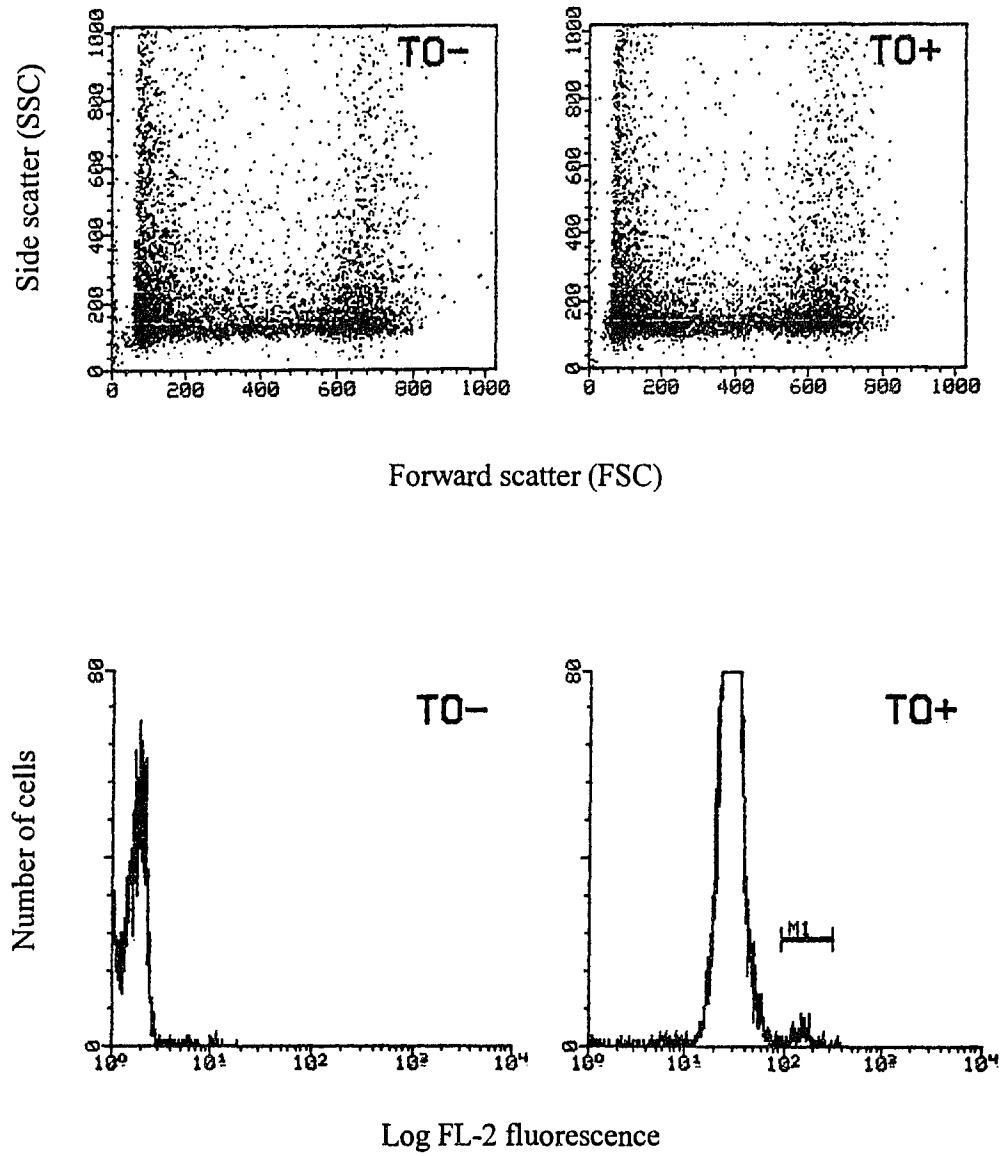 Side scatter (SSC)
TO-
1000
800
600
400
200
0
0 200 400 600 800 1000
TO+
1000
800
600
400
200
0
0 200 400 600 800 1000
Forward scatter (FSC)
Number of cells
TO-
80
0
10⁰ 10¹ 10² 10³ 10⁴
TO+
80
M1
0
10⁰ 10¹ 10² 10³ 10⁴
Log FL-2 fluorescence